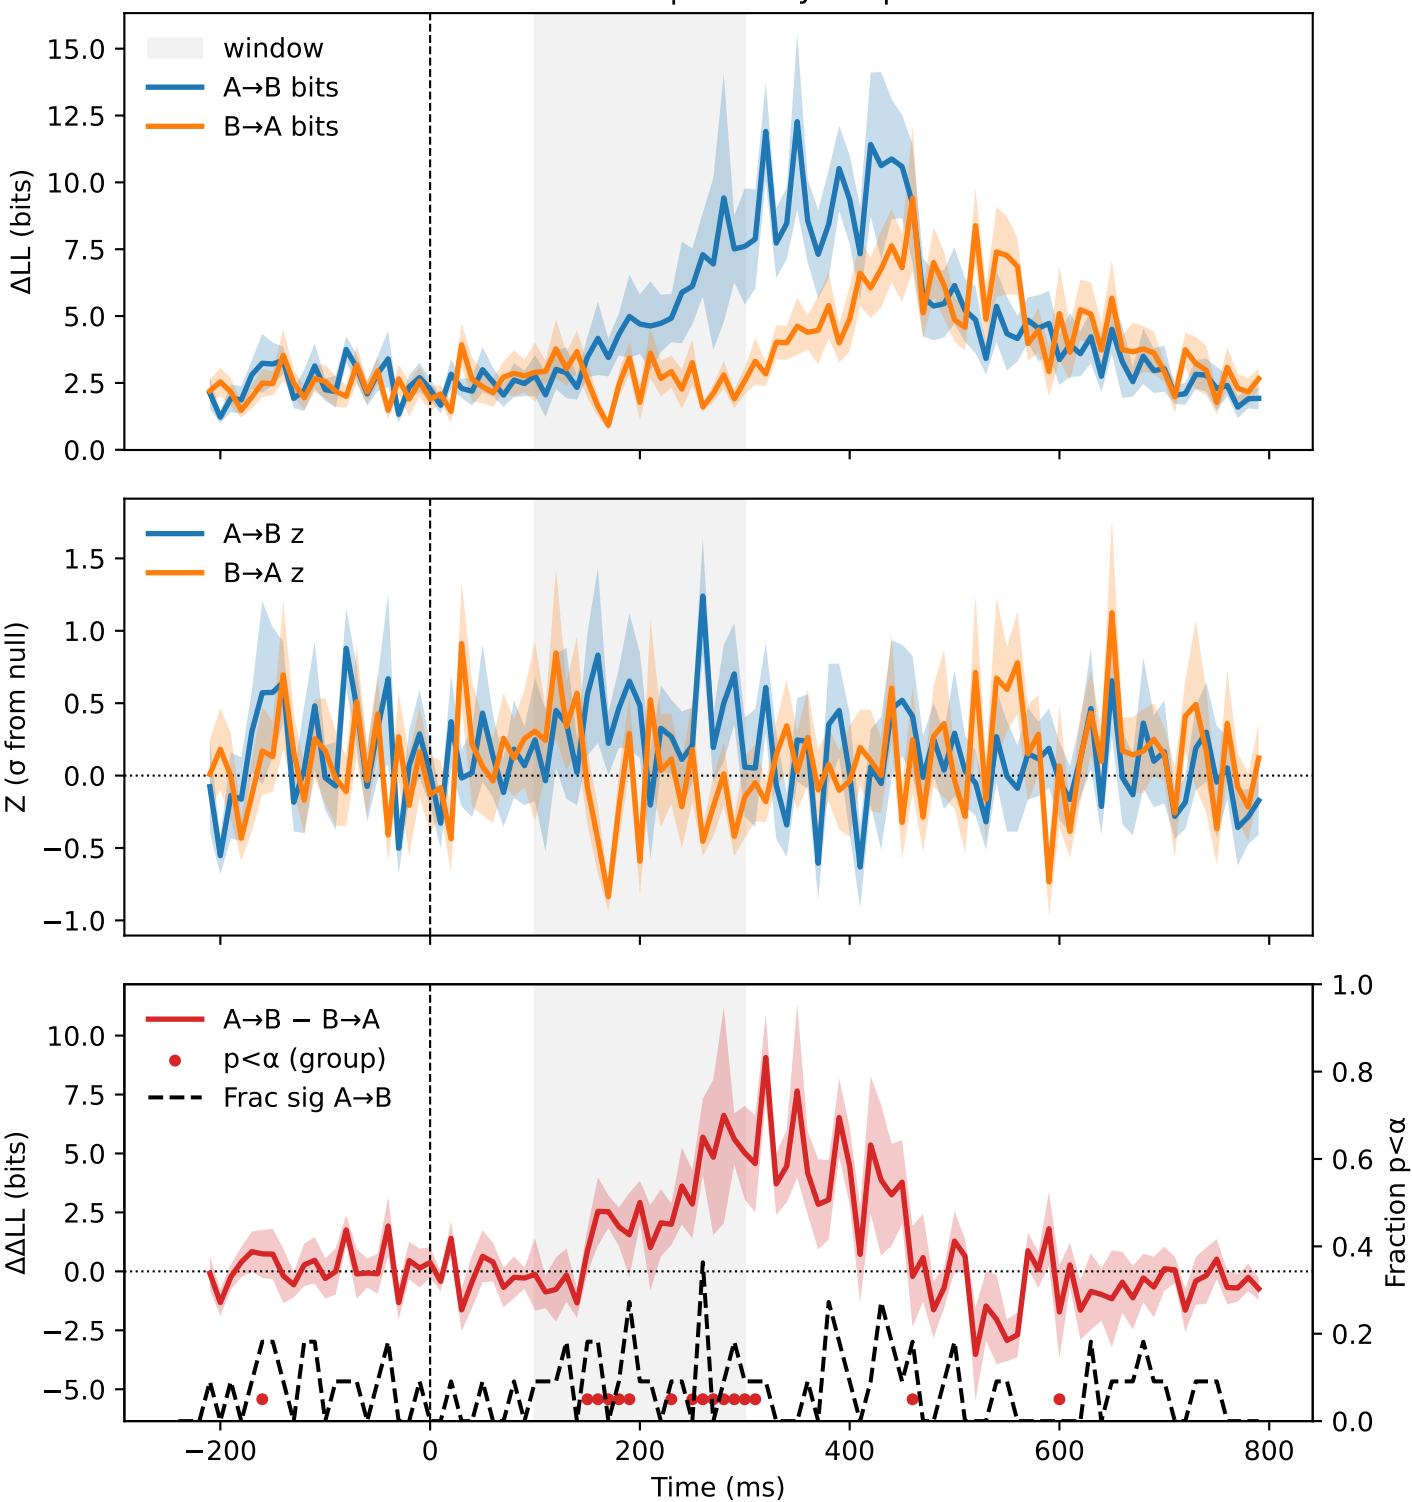 15.0
12.5
10.0
7.5
5.0
2.5
0.0
ΔLL (bits)
window
A→B bits
B→A bits
1.5
1.0
0.5
0.0
−0.5
−1.0
Z (σ from null)
A→B z
B→A z
10.0
7.5
5.0
2.5
0.0
−2.5
−5.0
ΔΔLL (bits)
A→B − B→A
p<α (group)
Frac sig A→B
1.0
0.8
0.6
0.4
0.2
0.0
Fraction p<α
−200 0 200 400 600 800
Time (ms)